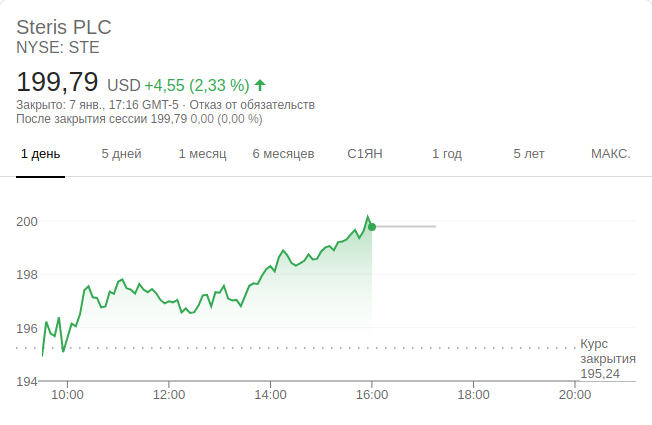 Steris PLC
NYSE: STE
199,79 USD +4,55 (2,33 %)
Закрыто: 7 янв., 17:16 GMT-5 · Отказ от обязательств
После закрытия сессии 199,79 0,00 (0,00 %)
1 день 5 дней 1 месяц 6 месяцев С1ЯН 1 год 5 лет МАКС.
200
198
196
Курс
закрытия
195,24
194
10:00 12:00 14:00 16:00 18:00 20:00